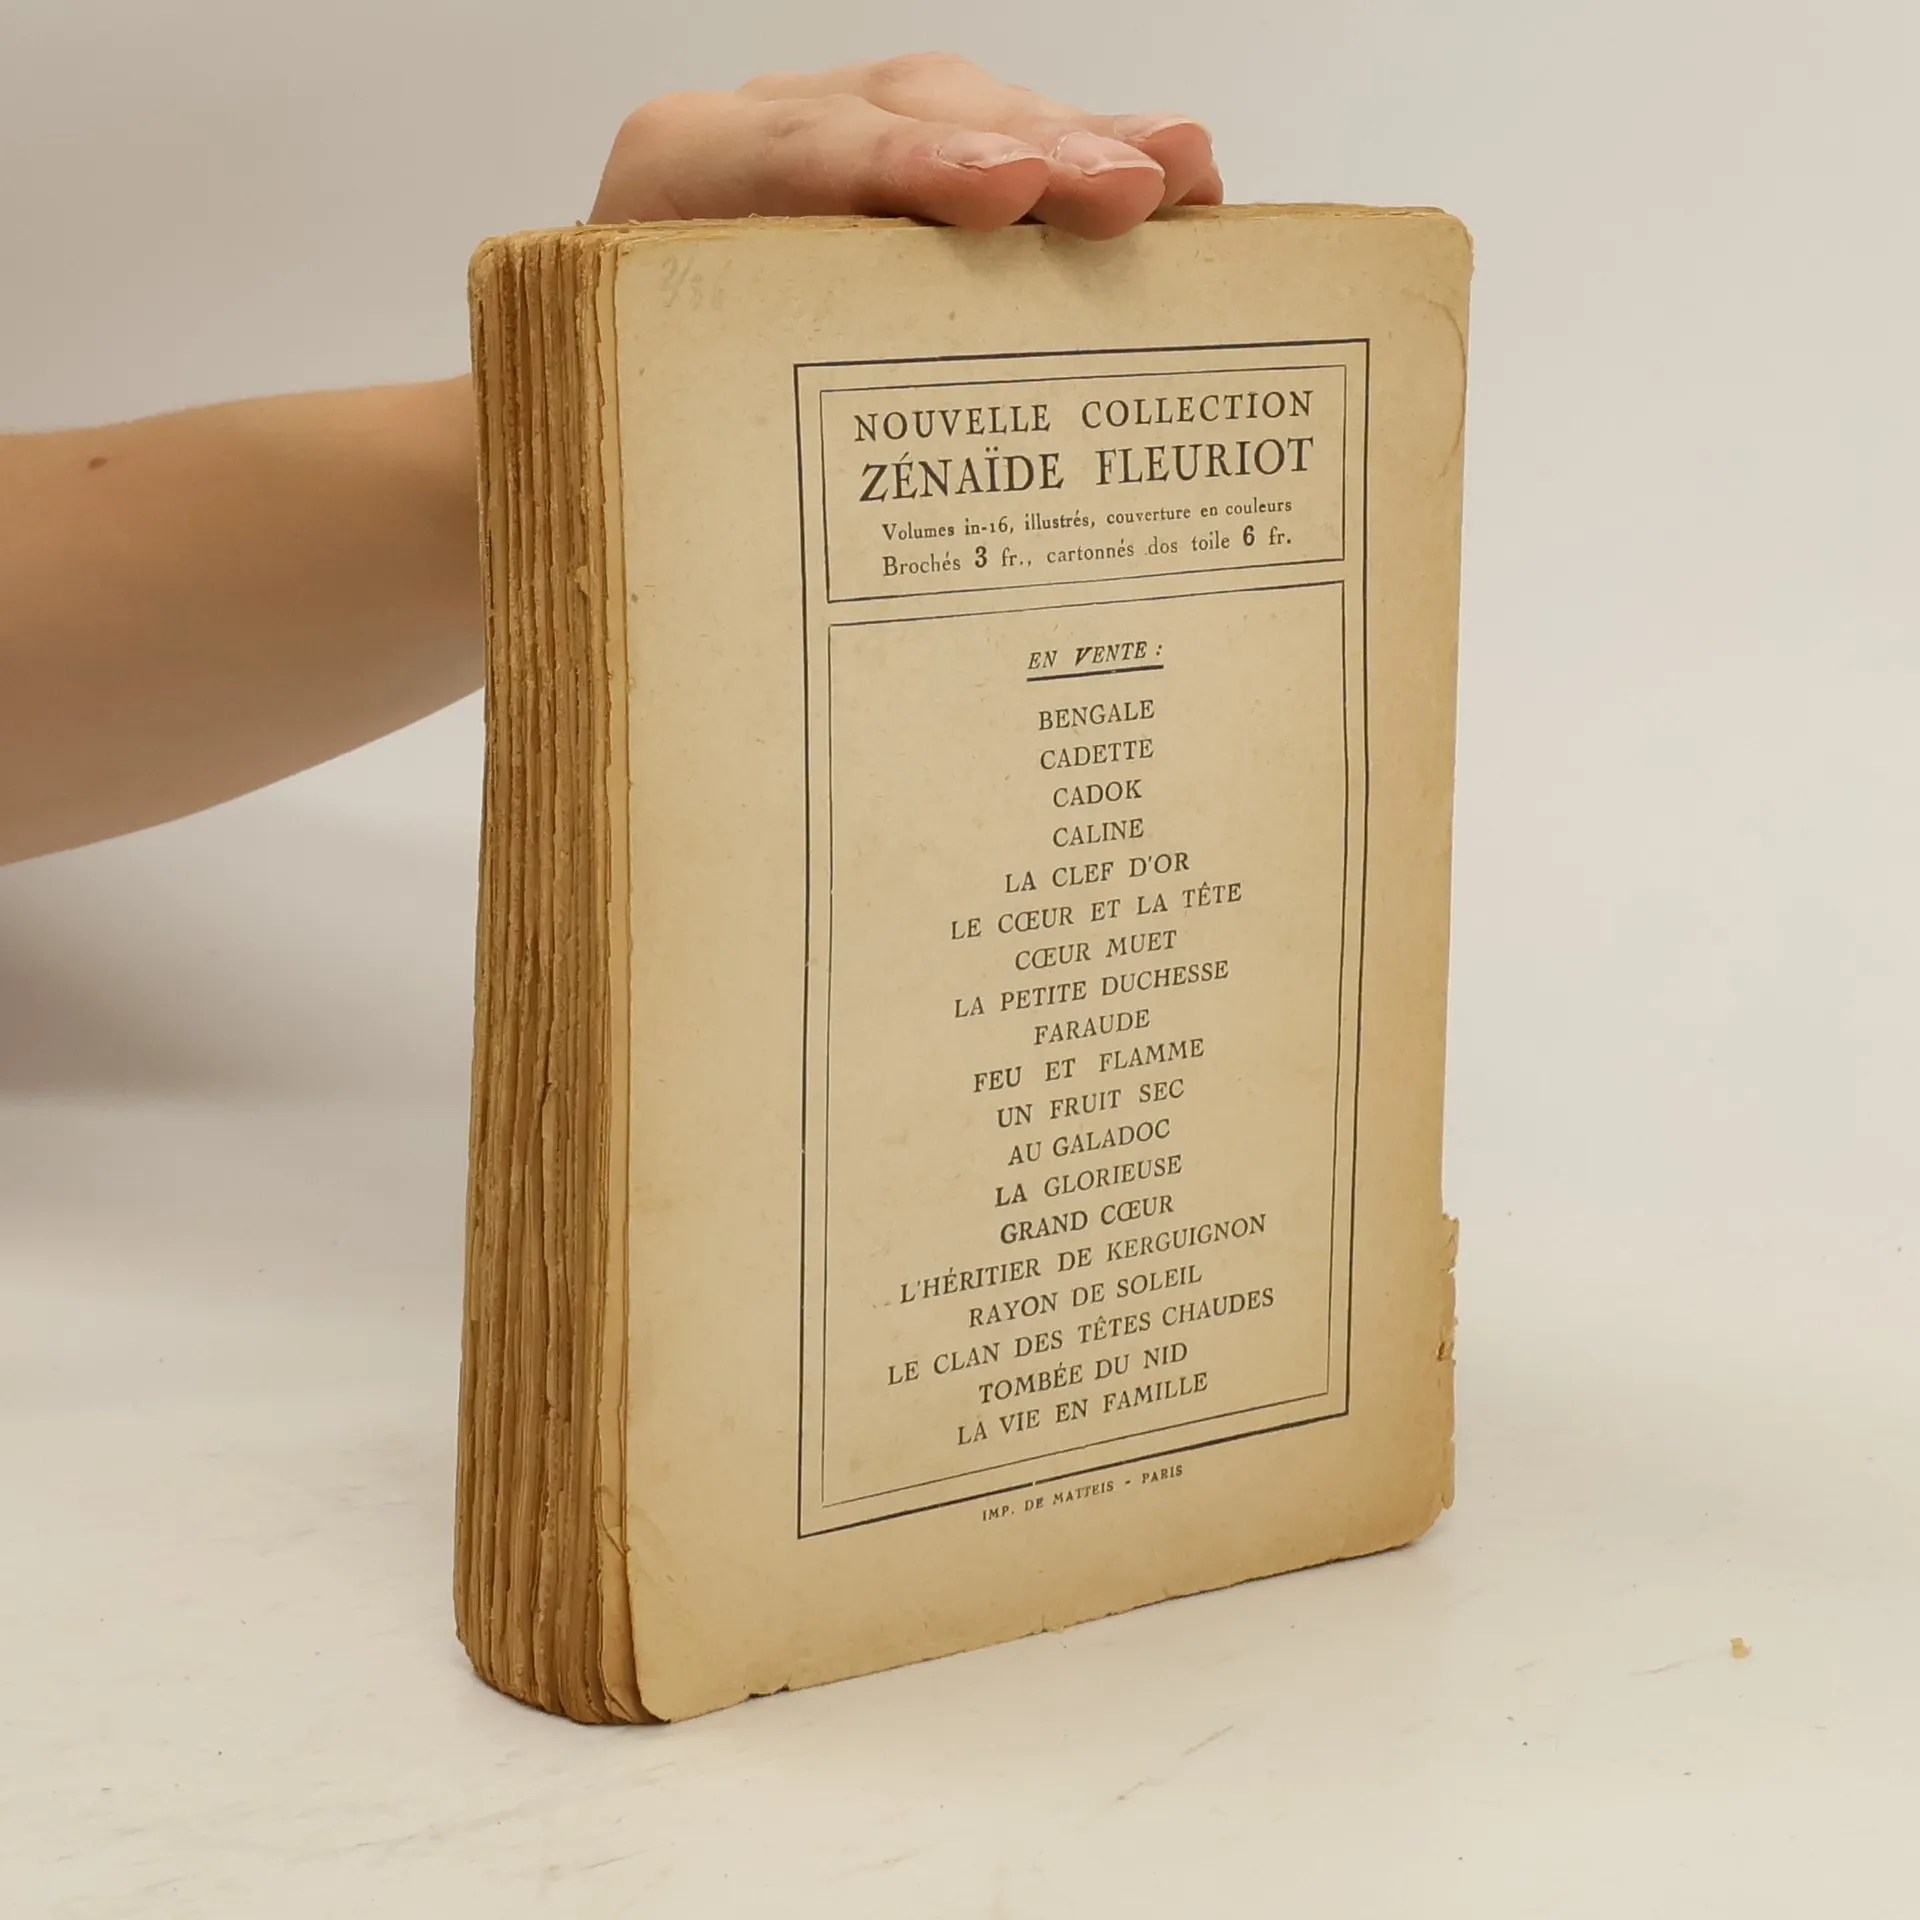 NOUVELLE COLLECTION
ZÉNAÏDE FLEURIOT
Volumes in-16, illustrés, couverture en couleurs
Brochés 3 fr., cartonnés dos toile 6 fr.
EN VENTE :
BENGALE
CADETTE
CADOK
CALINE
LA CLEF D'OR
LE CŒUR ET LA TÊTE
CŒUR MUET
LA PETITE DUCHESSE
FARAUDE
FEU ET FLAMME
UN FRUIT SEC
AU GALADOC
LA GLORIEUSE
GRAND CŒUR
L'HÉRITIER DE KERGUIGNON
RAYON DE SOLEIL
LE CLAN DES TÊTES CHAUDES
TOMBÉE DU NID
LA VIE EN FAMILLE
IMP. DE MATTEIS - PARIS